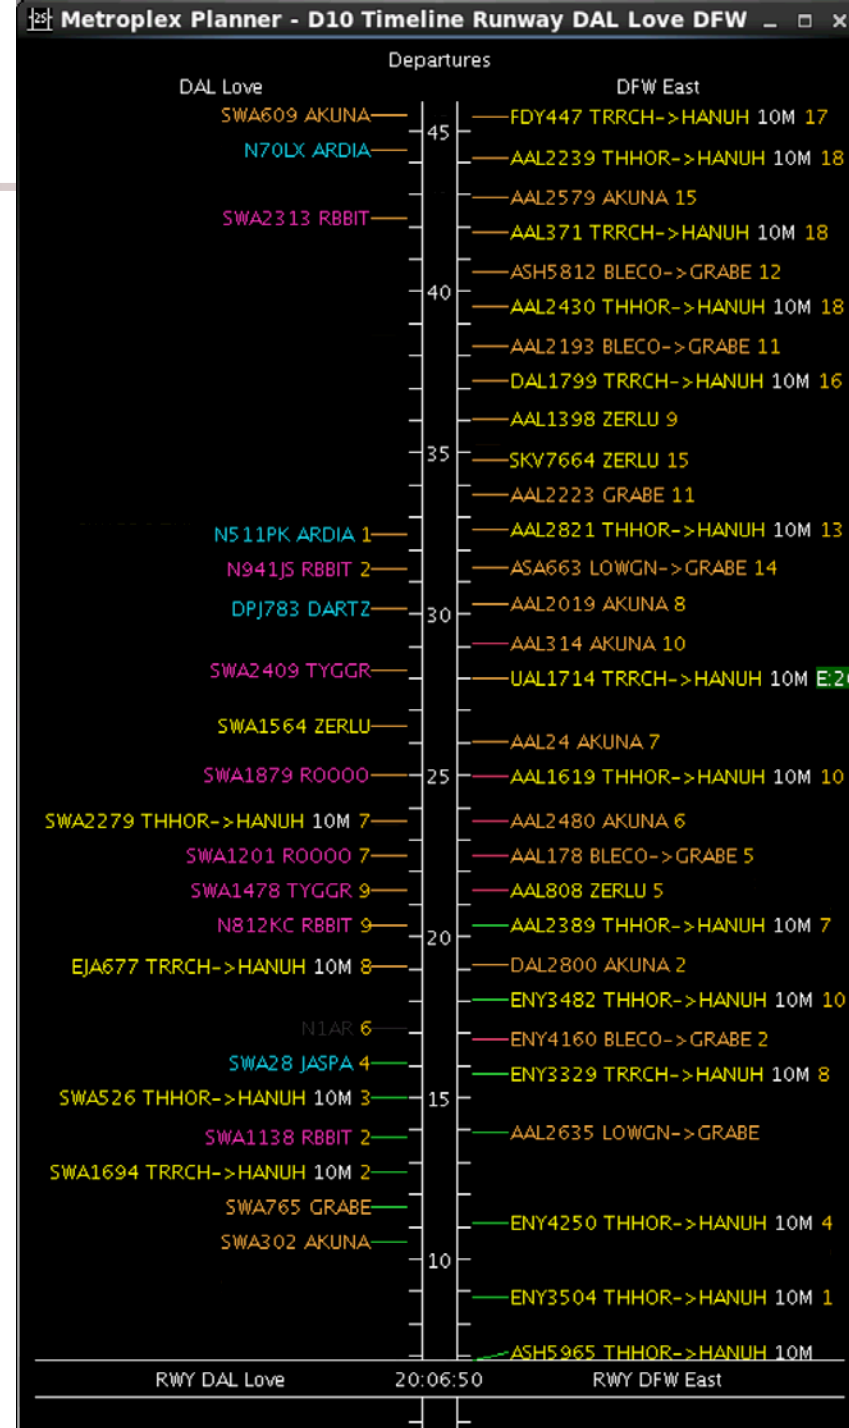 Metroplex Planner - D10 Timeline Runway DAL Love DFW
Departures
DAL Love DFW East
SWA609 AKUNA
FDY447 TRRCH->HANUH 10M 17
45
N70LX ARDIA
AAL2239 THHOR->HANUH 10M 18
AAL2579 AKUNA 15
SWA2313 RBBIT
AAL371 TRRCH->HANUH 10M 18
ASH5812 BLECO->GRABE 12
40
AAL2430 THHOR->HANUH 10M 18
AAL2193 BLECO->GRABE 11
DAL1799 TRRCH->HANUH 10M 16
AAL1398 ZERLU 9
35
SKV7664 ZERLU 15
AAL2223 GRABE 11
N511PK ARDIA 1
AAL2821 THHOR->HANUH 10M 13
N941JS RBBIT 2
ASA663 LOWGN->GRABE 14
DPJ783 DARTZ
30
AAL2019 AKUNA 8
AAL314 AKUNA 10
SWA2409 TYGGR
UAL1714 TRRCH->HANUH 10M
SWA1564 ZERLU
AAL24 AKUNA 7
SWA1879 ROOOO
25
AAL1619 THHOR->HANUH 10M 10
SWA2279 THHOR->HANUH 10M 7
AAL2480 AKUNA 6
SWA1201 ROOOO 7
AAL178 BLECO->GRABE 5
SWA1478 TYGGR 9
AAL808 ZERLU 5
N812KC RBBIT 9
AAL2389 THHOR->HANUH 10M 7
20
EJA677 TRRCH->HANUH 10M 8
DAL2800 AKUNA 2
ENY3482 THHOR->HANUH 10M 10
N1AR 6
ENY4160 BLECO->GRABE 2
SWA28 JASPA 4
ENY3329 TRRCH->HANUH 10M 8
SWA526 THHOR->HANUH 10M 3
15
SWA1138 RBBIT 2
AAL2635 LOWGN->GRABE
SWA1694 TRRCH->HANUH 10M 2
SWA765 GRABE
ENY4250 THHOR->HANUH 10M 4
SWA302 AKUNA
10
ENY3504 THHOR->HANUH 10M 1
ASH5965 THHOR->HANUH 10M
RWY DAL Love 20:06:50 RWY DFW East